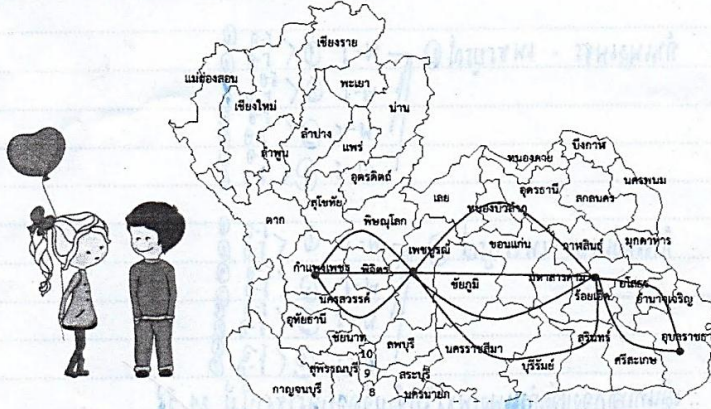 เชียงราย
แม่ฮ่องสอน
พะเยา
เชียงใหม่
น่าน
ลำปาง
แพร่
ลำพูน
อุตรดิตถ์
บึงกาฬ
หนองคาย
เลย
อุดรธานี
นครพนม
สกลนคร
หนองบัวลำภู
สุโขทัย
ตาก
พิษณุโลก
เพชรบูรณ์
ขอนแก่น
กาฬสินธุ์
มุกดาหาร
กำแพงเพชร
พิจิตร
ชัยภูมิ
มหาสารคาม
ยโสธร
ร้อยเอ็ด
อำนาจเจริญ
นครสวรรค์
อุทัยธานี
ชัยนาท
ลพบุรี
นครราชสีมา
สุรินทร์
อุบลราชธา
บุรีรัมย์
ศรีสะเกษ
10
สุพรรณบุรี
9
สระบุรี
กาญจนบุรี
8
นครนายก